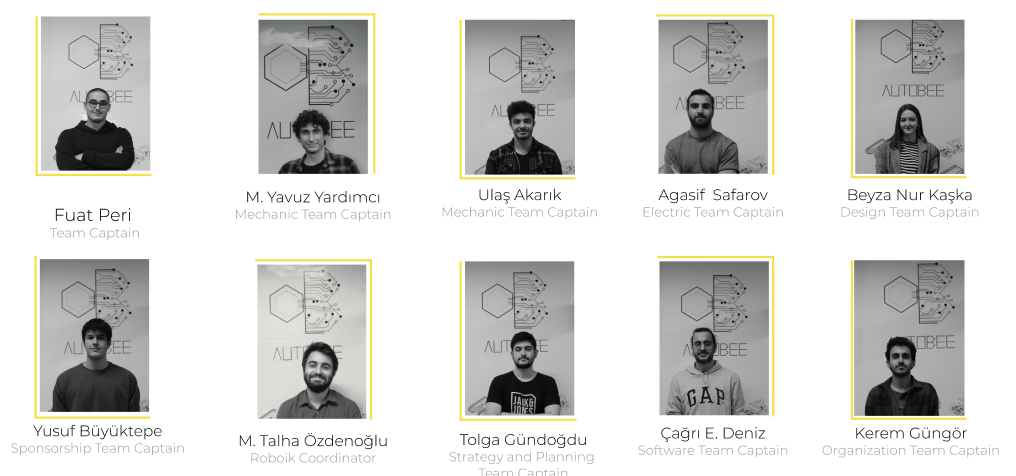 AUTOBEE
AUTOBEE
AUTOBEE
AUTOBEE
AUTOBEE
Fuat Peri
Team Captain
M. Yavuz Yardımcı
Mechanic Team Captain
Ulaş Akarık
Mechanic Team Captain
Agasif Safarov
Electric Team Captain
Beyza Nur Kaşka
Design Team Captain
AUTOBEE
AUTOBEE
AUTOBEE
JACK&
JONES
AUTOBEE
GAP
AUTOBEE
Yusuf Büyüktepe
Sponsorship Team Captain
M. Talha Özdenoğlu
Roboik Coordinator
Tolga Gündoğdu
Strategy and Planning
Team Captain
Çağrı E. Deniz
Software Team Captain
Kerem Güngör
Organization Team Captain